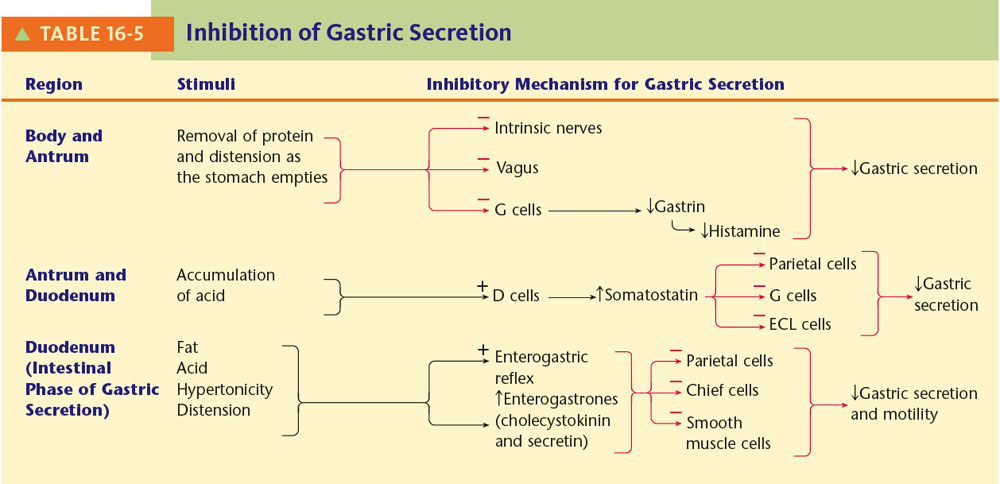 ▲ TABLE 16-5 Inhibition of Gastric Secretion
Region Stimuli Inhibitory Mechanism for Gastric Secretion
Body and
Antrum
Removal of protein
and distension as
the stomach empties
− Intrinsic nerves
− Vagus
− G cells
↓Gastrin
↓Histamine
↓Gastric secretion
Antrum and
Duodenum
Accumulation
of acid
+ D cells
↑Somatostatin
− Parietal cells
− G cells
− ECL cells
↓Gastric
secretion
Duodenum
(Intestinal
Phase of Gastric
Secretion)
Fat
Acid
Hypertonicity
Distension
+ Enterogastric
reflex
↑Enterogastrones
(cholecystokinin
and secretin)
− Parietal cells
− Chief cells
− Smooth
muscle cells
↓Gastric secretion
and motility